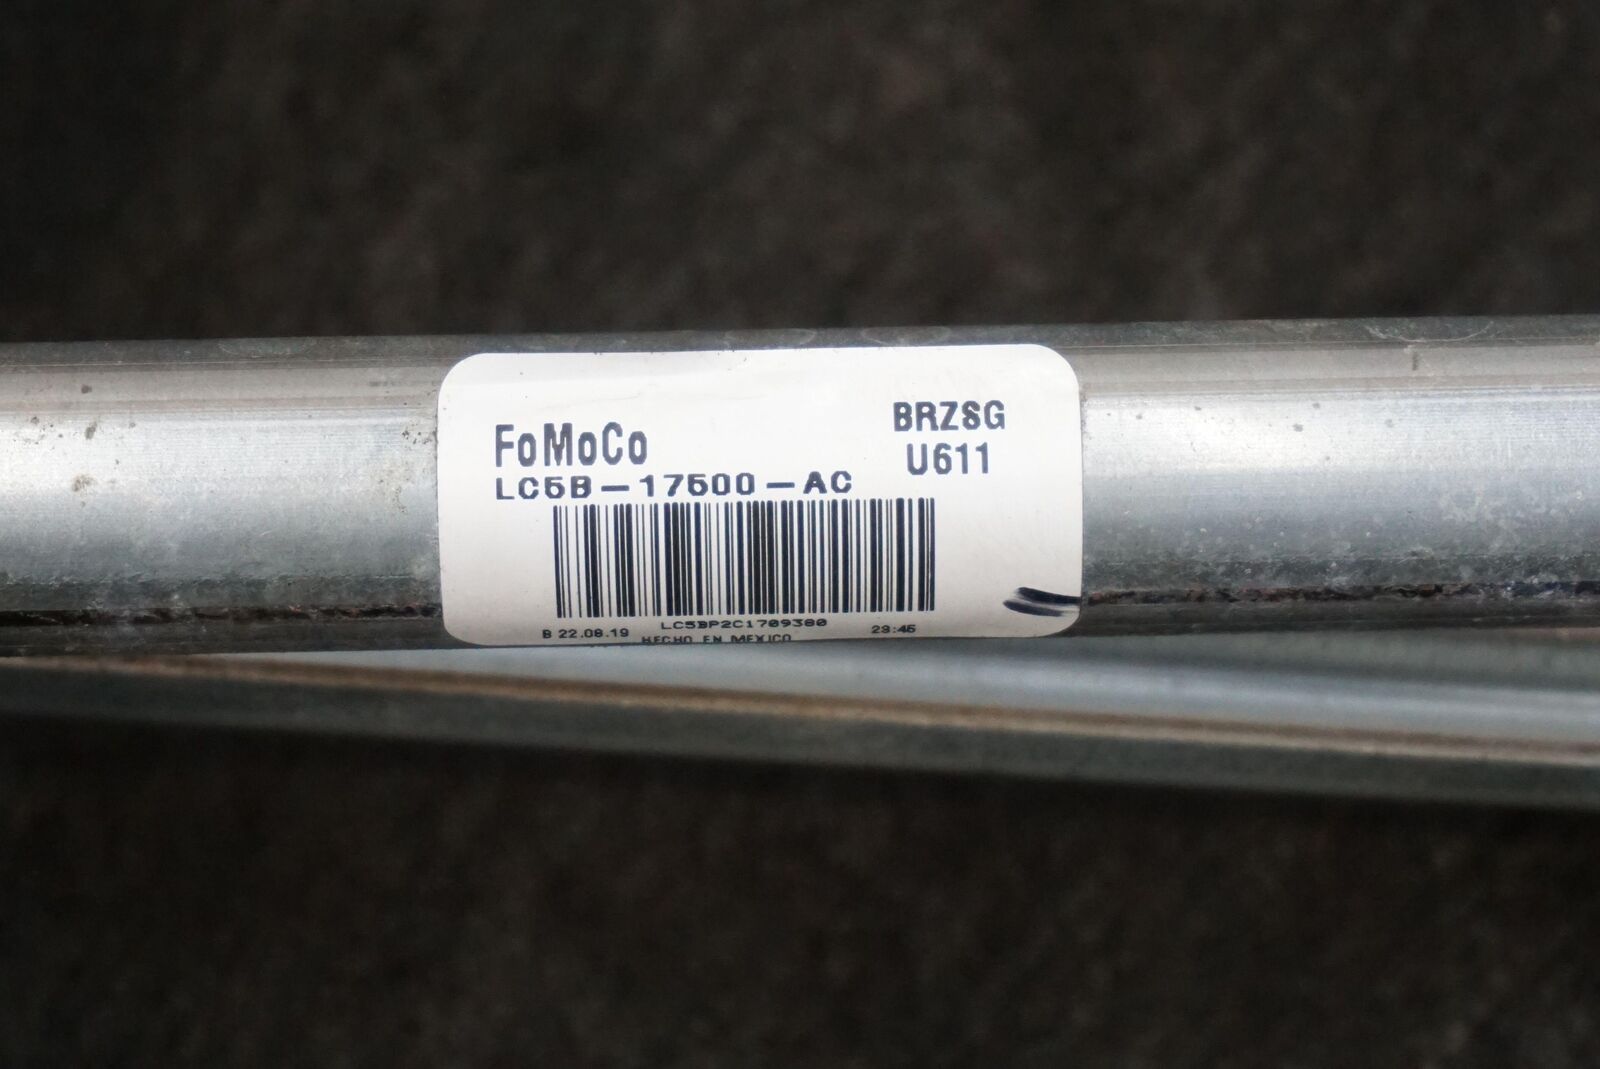 FoMoCo
LC5B-17500-AC
BRZSG
U611
LC5BP2C1709380
B 22.08.19
HECHO EN MEXICO
23:45